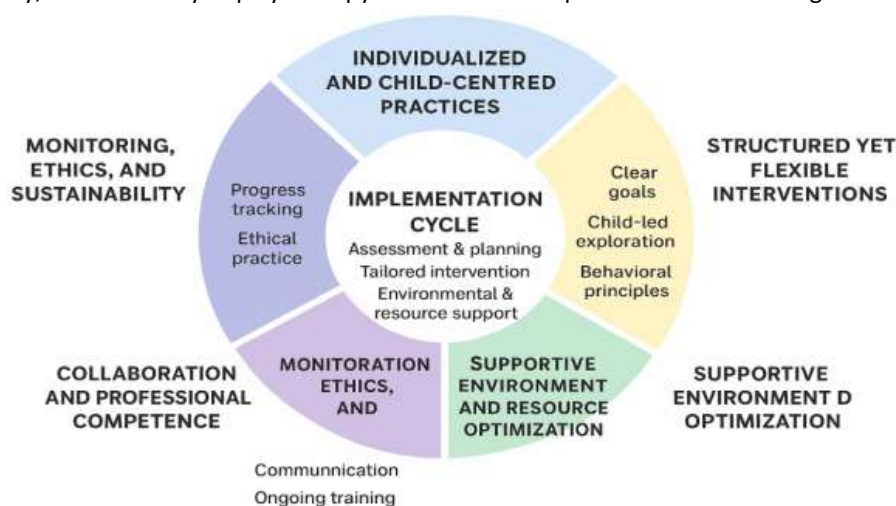 INDIVIDUALIZED
AND CHILD-CENTRED
PRACTICES
MONITORING,
ETHICS, AND
SUSTAINABILITY
Progress
tracking
Ethical
practice
IMPLEMENTATION
CYCLE
Assessment & planning
Tailored intervention
Environmental &
resource support
Clear
goals
Child-led
exploration
Behavioral
principles
STRUCTURED YET
FLEXIBLE
INTERVENTIONS
COLLABORATION
AND PROFESSIONAL
COMPETENCE
MONITORATION
ETHICS,
AND
SUPPORTIVE
ENVIRONMENT
AND RESOURCE
OPTIMIZATION
SUPPORTIVE
ENVIRONMENT D
OPTIMIZATION
Communnication
Ongoing training